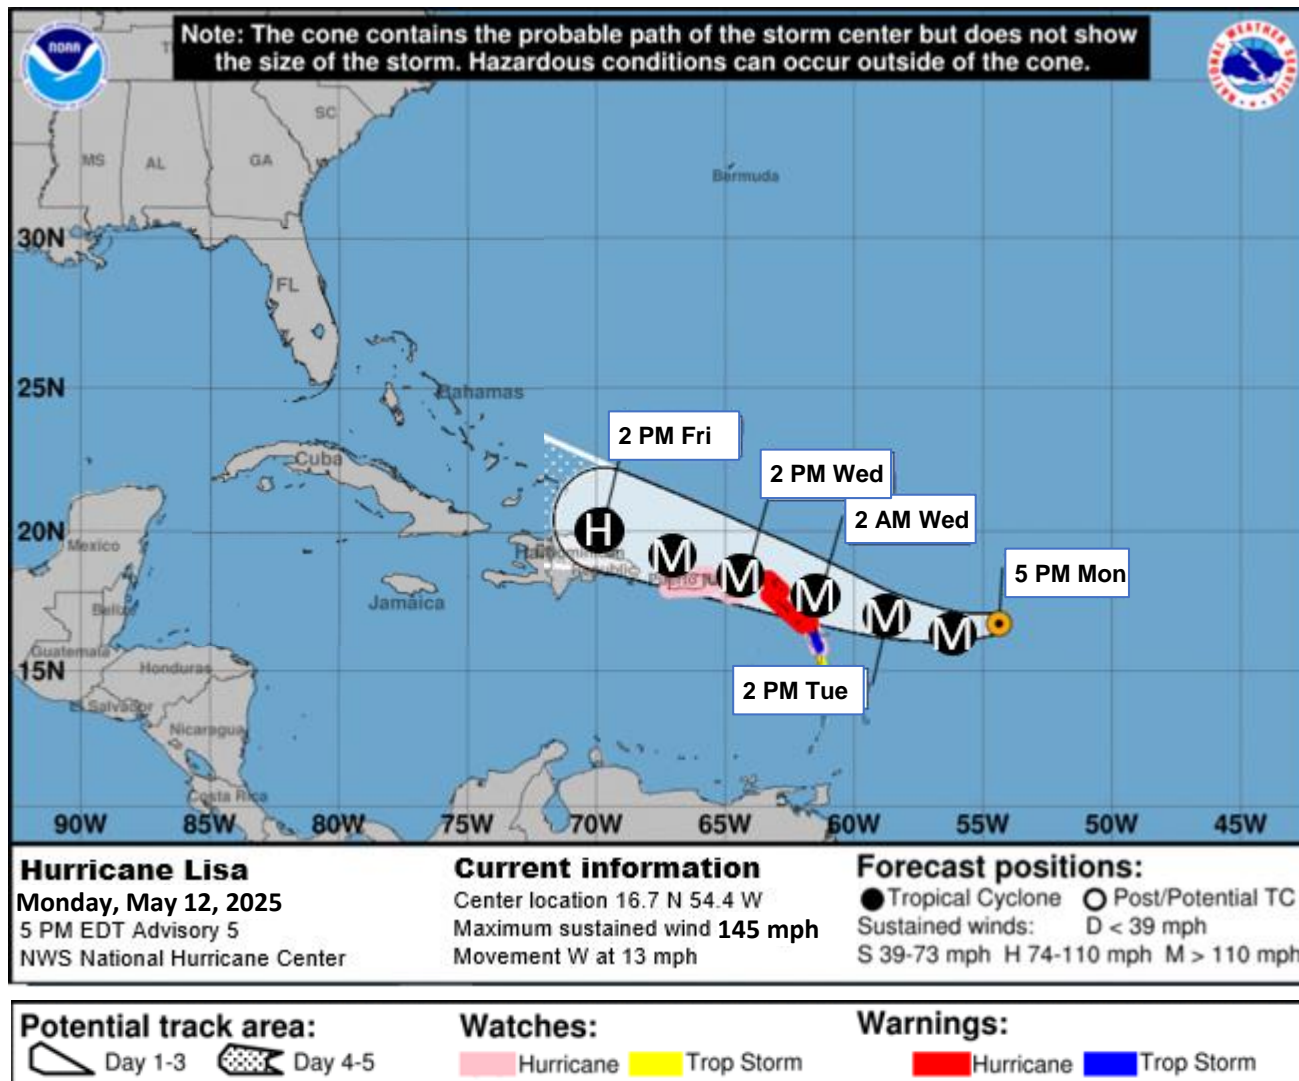 Note: The cone contains the probable path of the storm center but does not show
the size of the storm. Hazardous conditions can occur outside of the cone.
NOAA
NATIONAL WEATHER SERVICE
SC
MS AL GA
Bermuda
30N
FL
25N
Bahamas
2 PM Fri
Cuba
2 PM Wed
2 AM Wed
20N
Mexico
5 PM Mon
Jamaica
Belize
Guatemala
Honduras
15N
2 PM Tue
El Salvador
Nicaragua
Costa Rica
90W 85W 80W 75W 70W 65W 60W 55W 50W 45W
H M M M M M
Hurricane Lisa
Monday, May 12, 2025
5 PM EDT Advisory 5
NWS National Hurricane Center
Current information
Center location 16.7 N 54.4 W
Maximum sustained wind 145 mph
Movement W at 13 mph
Forecast positions:
Tropical Cyclone Post/Potential TC
Sustained winds: D < 39 mph
S 39-73 mph H 74-110 mph M > 110 mph
Potential track area:
Day 1-3 Day 4-5
Watches:
Hurricane Trop Storm
Warnings:
Hurricane Trop Storm